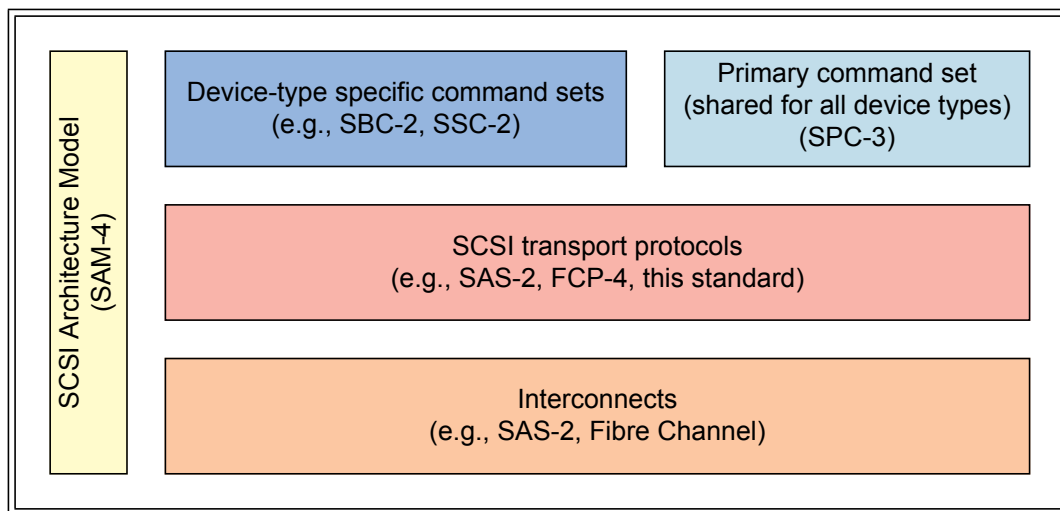 SCSI Architecture Model
(SAM-4)
Device-type specific command sets
(e.g., SBC-2, SSC-2)
Primary command set
(shared for all device types)
(SPC-3)
SCSI transport protocols
(e.g., SAS-2, FCP-4, this standard)
Interconnects
(e.g., SAS-2, Fibre Channel)